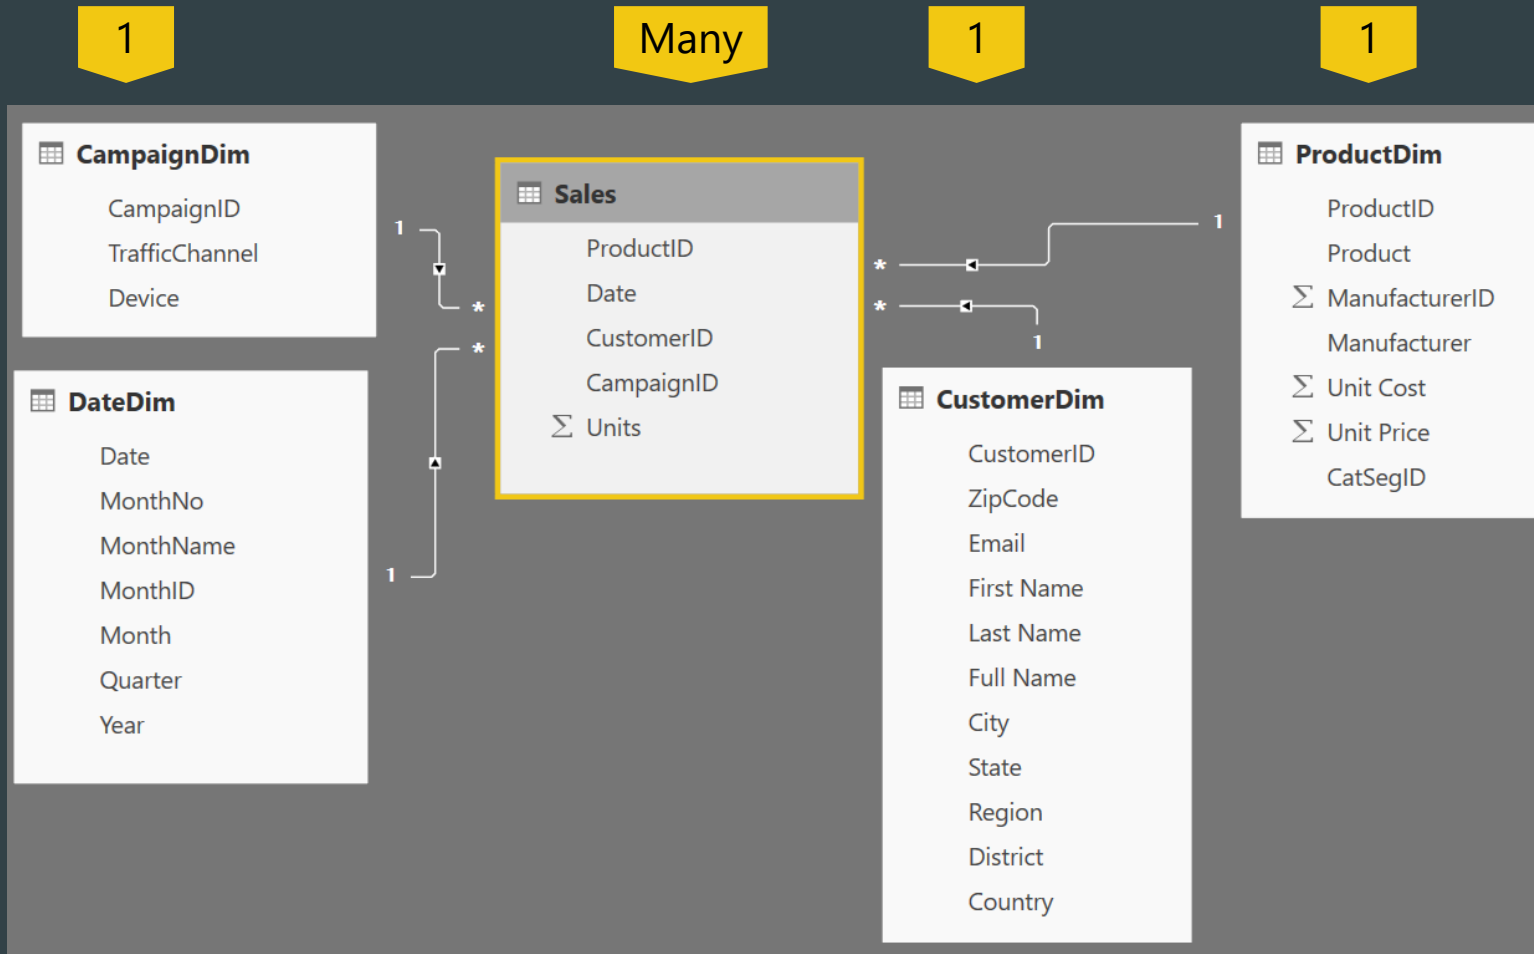 1
Many
1
1
CampaignDim
CampaignID
TrafficChannel
Device
DateDim
Date
MonthNo
MonthName
MonthID
Month
Quarter
Year
1
*
*
1
Sales
ProductID
Date
CustomerID
CampaignID
Σ Units
*
*
1
1
CustomerDim
CustomerID
ZipCode
Email
First Name
Last Name
Full Name
City
State
Region
District
Country
ProductDim
ProductID
Product
Σ ManufacturerID
Manufacturer
Σ Unit Cost
Σ Unit Price
CatSegID